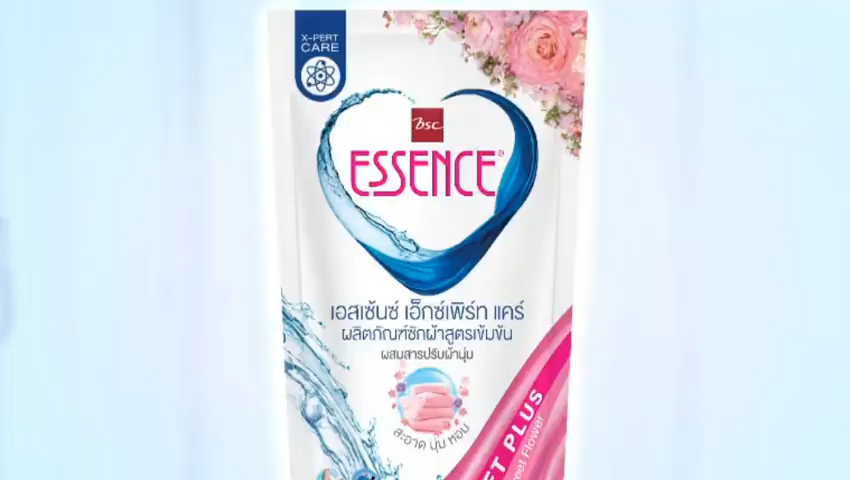 X-PERT
CARE
bsc
ESSENCE®
เอสเซ้นซ์ เอ็กซ์เพิร์ท แคร์
ผลิตภัณฑ์ซักผ้าสูตรเข้มข้น
ผสมสารปรับผ้านุ่ม
สะอาด นุ่ม หอม
PLUS
Flower